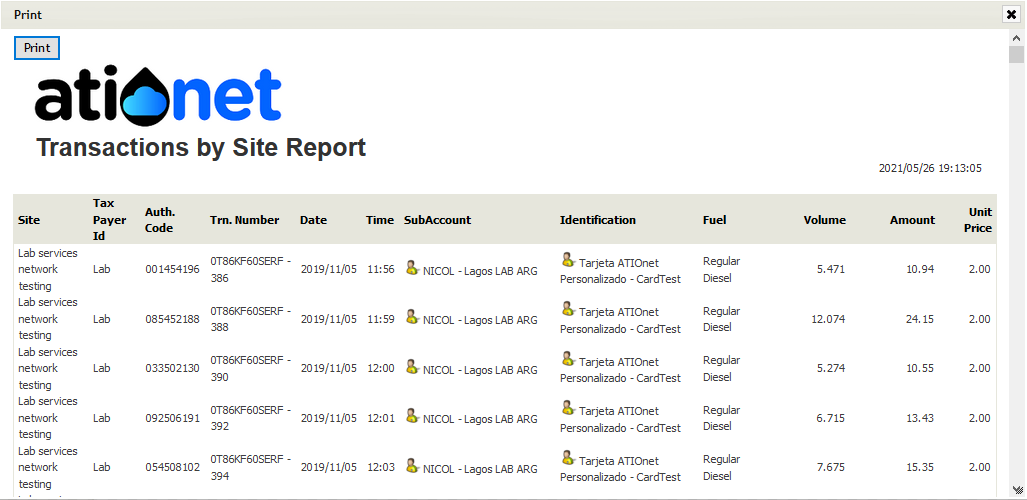 Print
Print
ationet
Transactions by Site Report
2021/05/26 19:13:05
Site Tax Payer Id Auth. Code Trn. Number Date Time SubAccount Identification Fuel Volume Amount Unit Price
Lab services network testing Lab 001454196 0T86KF60SERF - 386 2019/11/05 11:56 NICOL - Lagos LAB ARG Tarjeta ATIOnet Personalizado - CardTest Regular Diesel 5.471 10.94 2.00
Lab services network testing Lab 085452188 0T86KF60SERF - 388 2019/11/05 11:59 NICOL - Lagos LAB ARG Tarjeta ATIOnet Personalizado - CardTest Regular Diesel 12.074 24.15 2.00
Lab services network testing Lab 033502130 0T86KF60SERF - 390 2019/11/05 12:00 NICOL - Lagos LAB ARG Tarjeta ATIOnet Personalizado - CardTest Regular Diesel 5.274 10.55 2.00
Lab services network testing Lab 092506191 0T86KF60SERF - 392 2019/11/05 12:01 NICOL - Lagos LAB ARG Tarjeta ATIOnet Personalizado - CardTest Regular Diesel 6.715 13.43 2.00
Lab services network testing Lab 054508102 0T86KF60SERF - 394 2019/11/05 12:03 NICOL - Lagos LAB ARG Tarjeta ATIOnet Personalizado - CardTest Regular Diesel 7.675 15.35 2.00